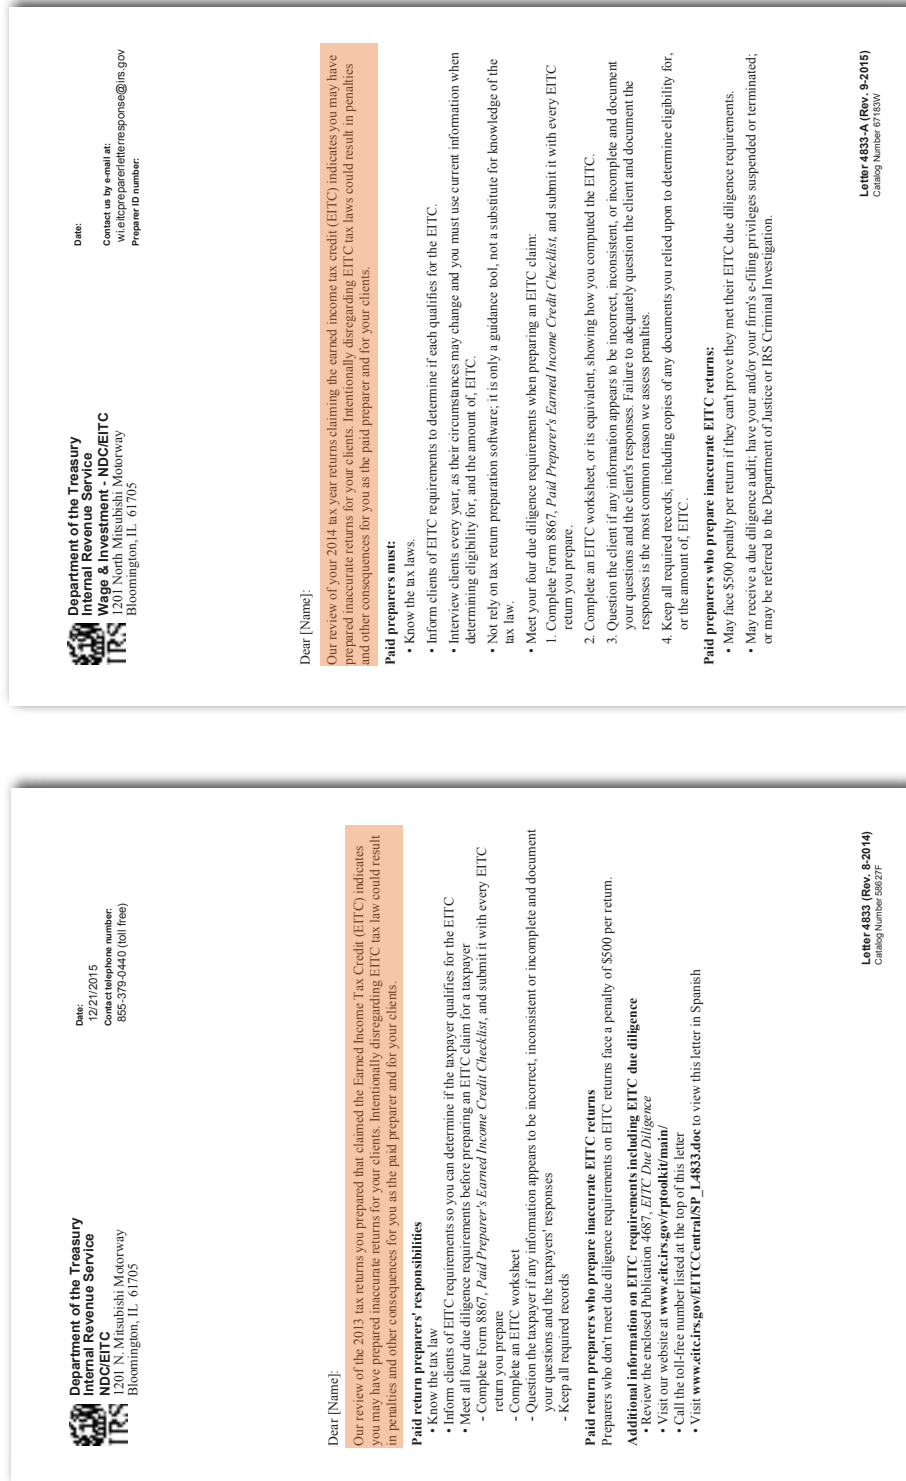 Department of the Treasury
Internal Revenue Service
Wage & Investment - NDC/EITC
1201 North Mitsubishi Motorway
Bloomington, IL 61705
IRS
Date:
Contact us by e-mail at:
wi.eitcpreparerletterresponse@irs.gov
Preparer ID number:
Dear [Name]:
Our review of your 2014 tax year returns claiming the earned income tax credit (EITC) indicates you may have
prepared inaccurate returns for your clients. Intentionally disregarding EITC tax laws could result in penalties
and other consequences for you as the paid preparer and for your clients.
Paid preparers must:
• Know the tax laws.
• Inform clients of EITC requirements to determine if each qualifies for the EITC.
• Interview clients every year, as their circumstances may change and you must use current information when
determining eligibility for, and the amount of, EITC.
• Not rely on tax return preparation software; it is only a guidance tool, not a substitute for knowledge of the
tax law.
• Meet your four due diligence requirements when preparing an EITC claim:
1. Complete Form 8867, Paid Preparer's Earned Income Credit Checklist, and submit it with every EITC
return you prepare.
2. Complete an EITC worksheet, or its equivalent, showing how you computed the EITC.
3. Question the client if any information appears to be incorrect, inconsistent, or incomplete and document
your questions and the client's responses. Failure to adequately question the client and document the
responses is the most common reason we assess penalties.
4. Keep all required records, including copies of any documents you relied upon to determine eligibility for,
or the amount of, EITC.
Paid preparers who prepare inaccurate EITC returns:
• May face $500 penalty per return if they can't prove they met their EITC due diligence requirements.
• May receive a due diligence audit; have your and/or your firm's e-filing privileges suspended or terminated;
or may be referred to the Department of Justice or IRS Criminal Investigation.
Letter 4833-A (Rev. 9-2015)
Catalog Number 67183W
Department of the Treasury
Internal Revenue Service
NDC/EITC
1201 N. Mitsubishi Motorway
Bloomington, IL 61705
IRS
Date:
12/21/2015
Contact telephone number:
855-379-0440 (toll free)
Dear [Name]:
Our review of the 2013 tax returns you prepared that claimed the Earned Income Tax Credit (EITC) indicates
you may have prepared inaccurate returns for your clients. Intentionally disregarding EITC tax law could result
in penalties and other consequences for you as the paid preparer and for your clients.
Paid return preparers' responsibilities
• Know the tax law
• Inform clients of EITC requirements so you can determine if the taxpayer qualifies for the EITC
• Meet all four due diligence requirements before preparing an EITC claim for a taxpayer
- Complete Form 8867, Paid Preparer's Earned Income Credit Checklist, and submit it with every EITC
return you prepare
- Complete an EITC worksheet
- Question the taxpayer if any information appears to be incorrect, inconsistent or incomplete and document
your questions and the taxpayers' responses
- Keep all required records
Paid return preparers who prepare inaccurate EITC returns
Preparers who don't meet due diligence requirements on EITC returns face a penalty of $500 per return.
Additional information on EITC requirements including EITC due diligence
• Review the enclosed Publication 4687, EITC Due Diligence
• Visit our website at www.eitc.irs.gov/rptoolkit/main/
• Call the toll-free number listed at the top of this letter
• Visit www.eitc.irs.gov/EITCCentral/SP_L4833.doc to view this letter in Spanish
Letter 4833 (Rev. 8-2014)
Catalog Number 58627F